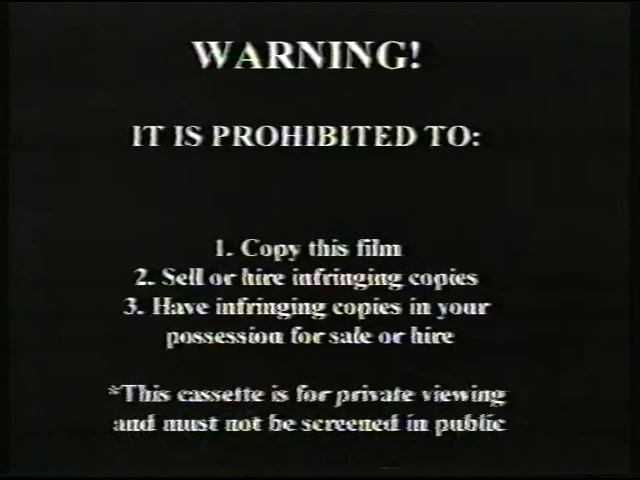 WARNING!
IT IS PROHIBITED TO:
1. Copy this film
2. Sell or hire infringing copies
3. Have infringing copies in your
possession for sale or hire
*This cassette is for private viewing
and must not be screened in public